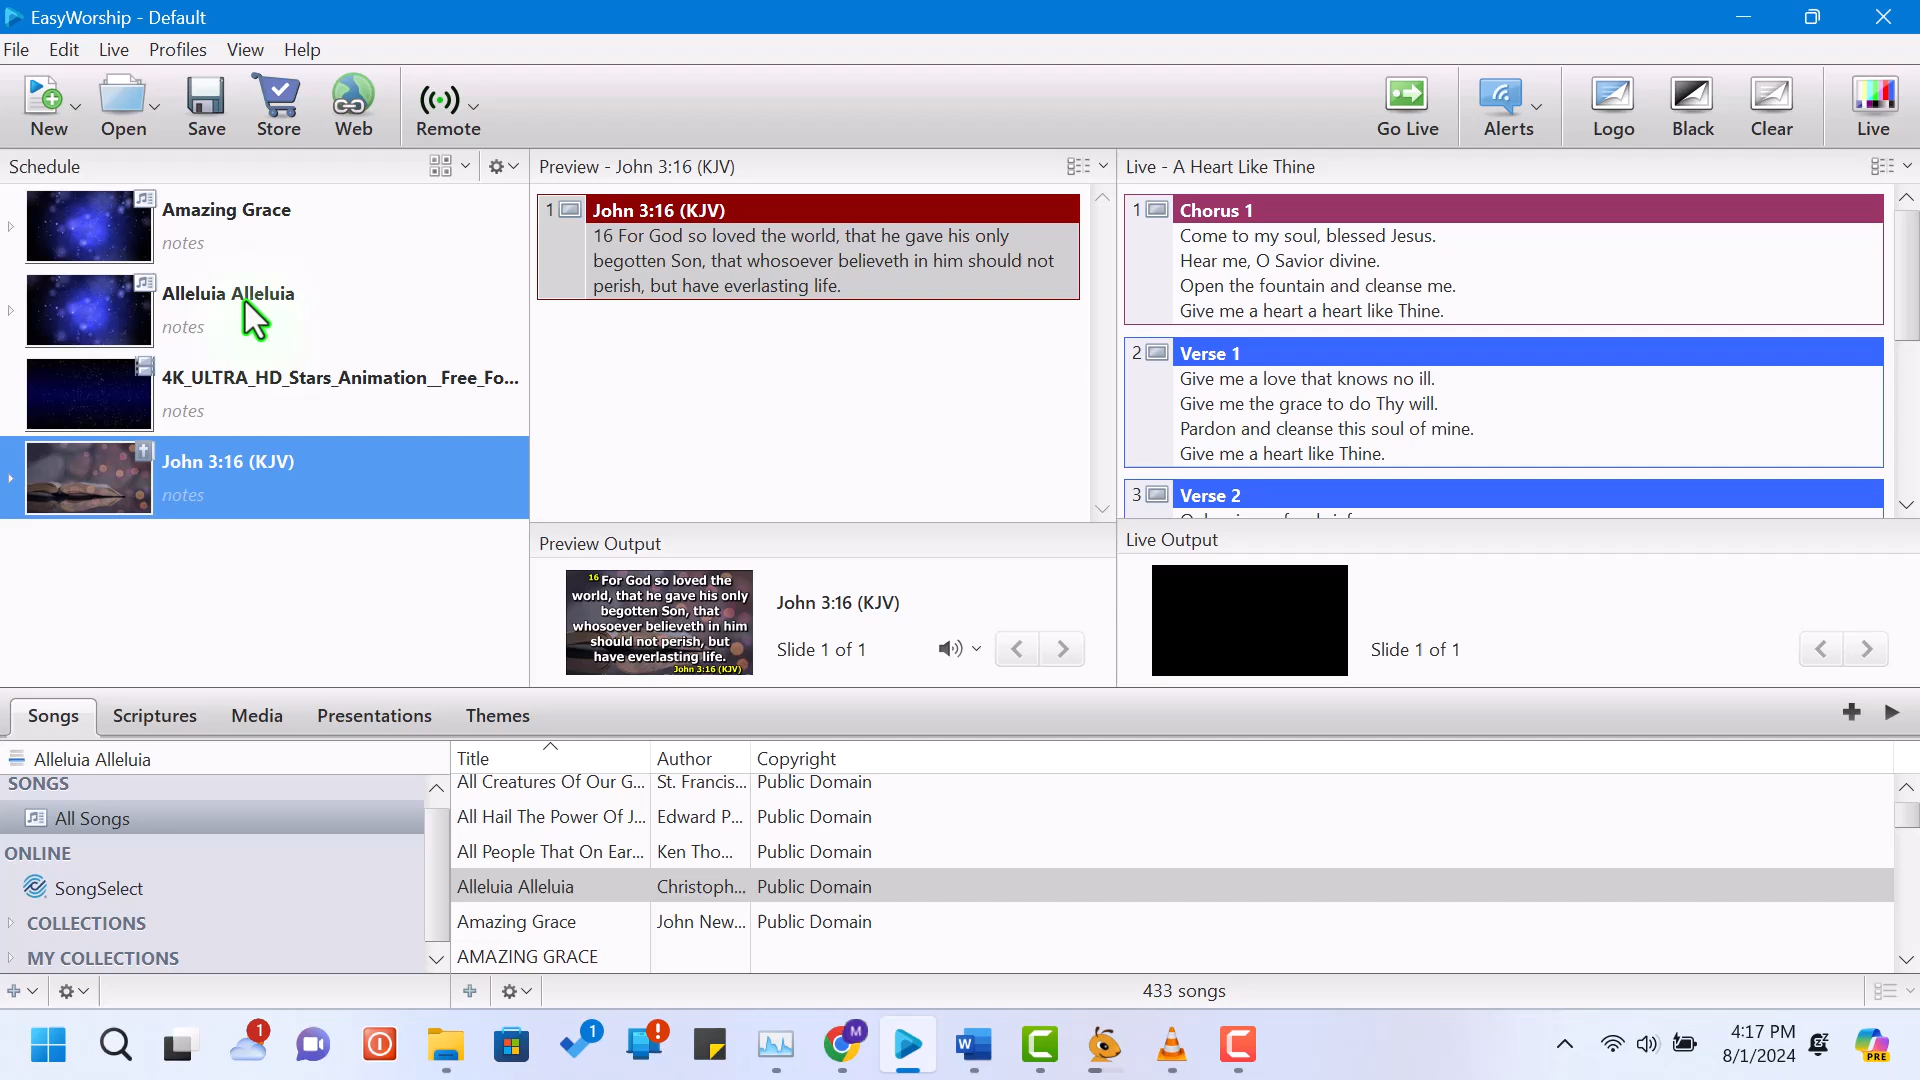 EasyWorship - Default
File Edit Live Profiles View Help
New Open Save Store Web Remote Go Live Alerts Logo Black Clear Live
Schedule
Amazing Grace
notes
Alleluia Alleluia
notes
4K_ULTRA_HD_Stars_Animation__Free_Fo...
notes
John 3:16 (KJV)
notes
Preview - John 3:16 (KJV)
1 John 3:16 (KJV)
16 For God so loved the world, that he gave his only
begotten Son, that whosoever believeth in him should not
perish, but have everlasting life.
Live - A Heart Like Thine
1 Chorus 1
Come to my soul, blessed Jesus.
Hear me, O Savior divine.
Open the fountain and cleanse me.
Give me a heart a heart like Thine.
2 Verse 1
Give me a love that knows no ill.
Give me the grace to do Thy will.
Pardon and cleanse this soul of mine.
Give me a heart like Thine.
3 Verse 2
Preview Output
16 For God so loved the
world, that he gave his only
begotten Son, that
whosoever believeth in him
should not perish, but
have everlasting life.
John 3:16 (KJV)
John 3:16 (KJV)
Slide 1 of 1
Live Output
Slide 1 of 1
Songs Scriptures Media Presentations Themes
Alleluia Alleluia
SONGS
All Songs
ONLINE
SongSelect
COLLECTIONS
MY COLLECTIONS
Title Author Copyright
All Creatures Of Our G... St. Francis... Public Domain
All Hail The Power Of J... Edward P... Public Domain
All People That On Ear... Ken Tho... Public Domain
Alleluia Alleluia Christoph... Public Domain
Amazing Grace John New... Public Domain
AMAZING GRACE
433 songs
1
1
M
W
4:17 PM
8/1/2024
PRE